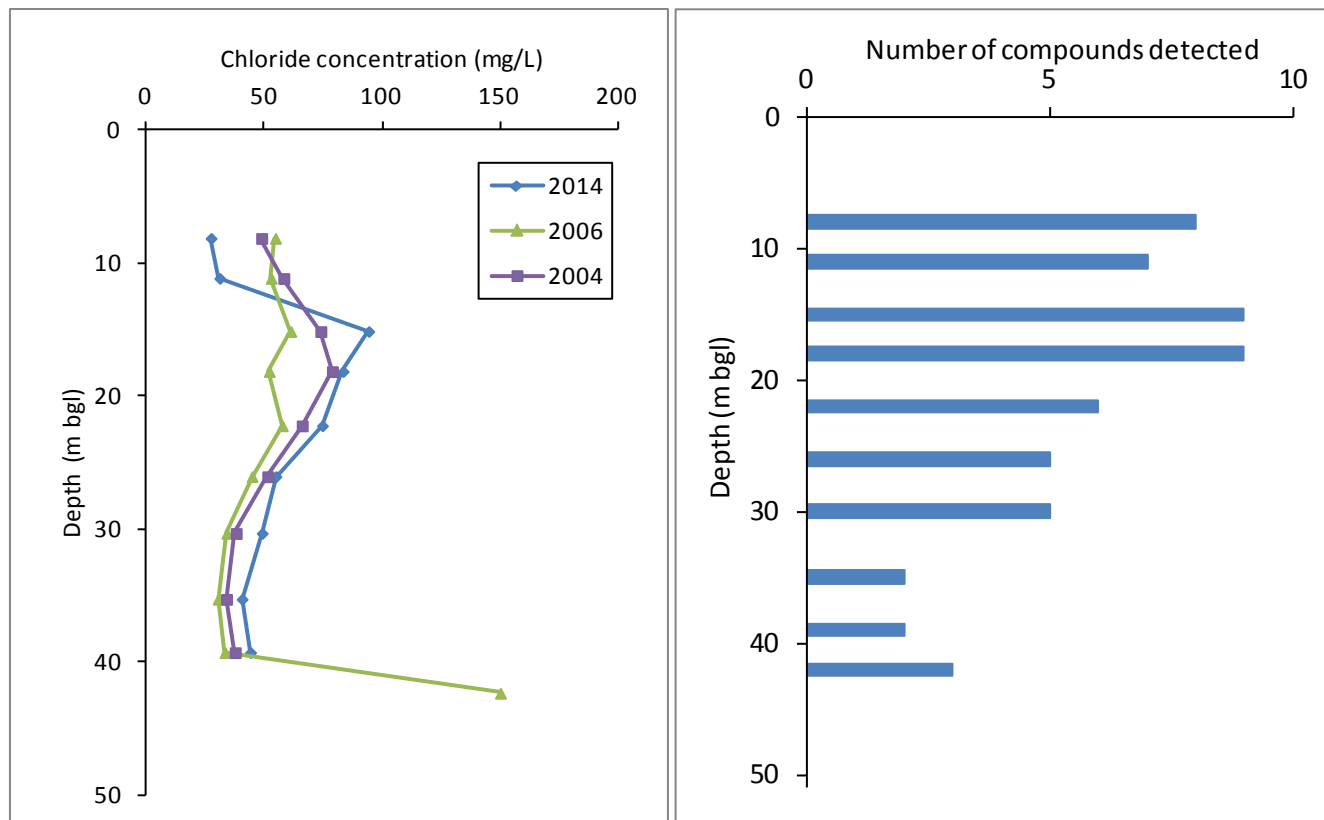 Chloride concentration (mg/L)
0 50 100 150 200
0
10
20
30
40
50
Depth (m bgl)
2014
2006
2004
Number of compounds detected
0 5 10
0
10
20
30
40
50
Depth (m bgl)